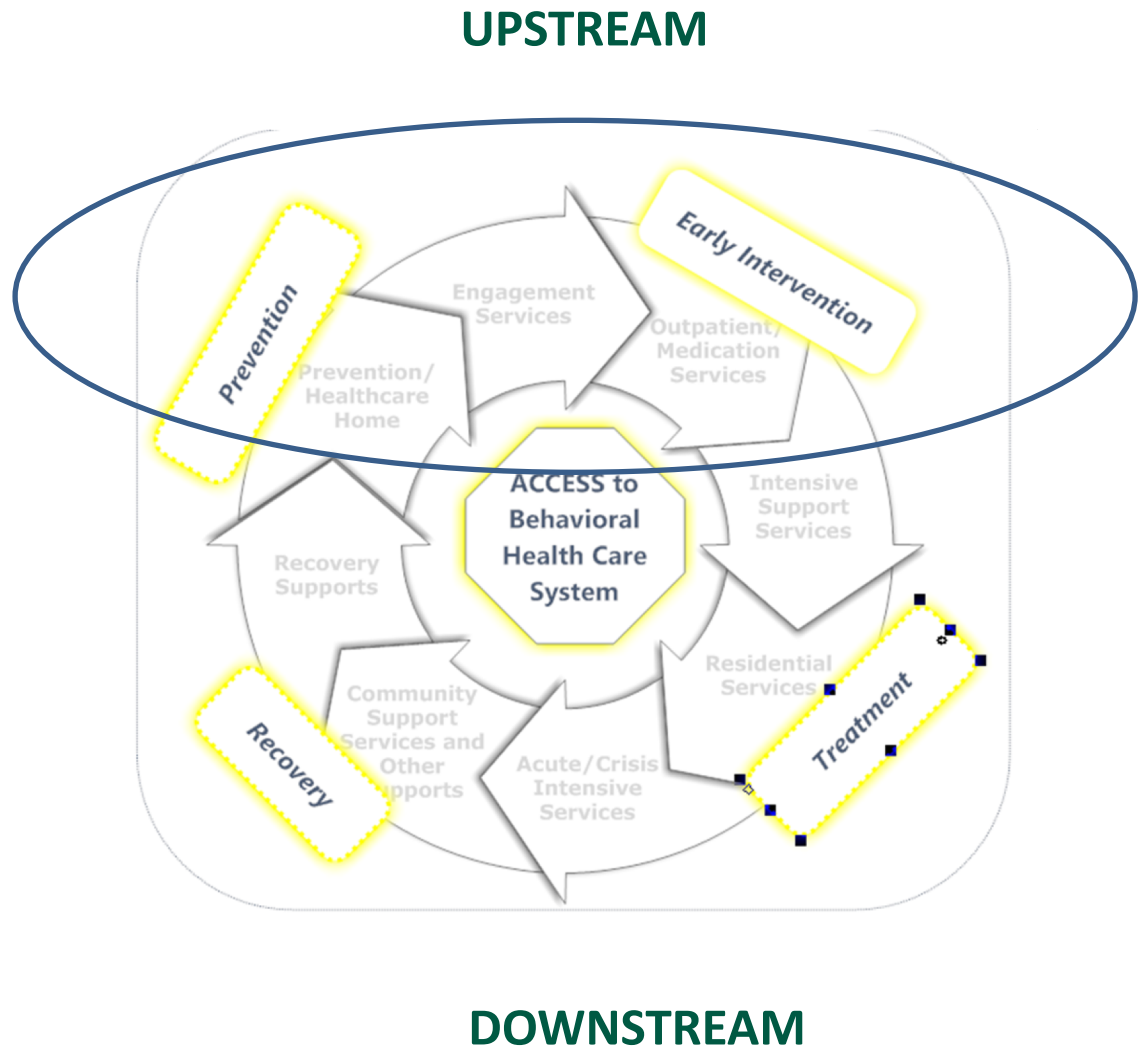 UPSTREAM
Prevention
Early Intervention
Engagement
Services
Outpatient/
Medication
Services
Prevention/
Healthcare
Home
ACCESS to
Behavioral
Health Care
System
Intensive
Support
Services
Recovery
Supports
Residential
Services
Treatment
Community
Support
Services and
Other
pports
Acute/Crisis
Intensive
Services
Recovery
DOWNSTREAM